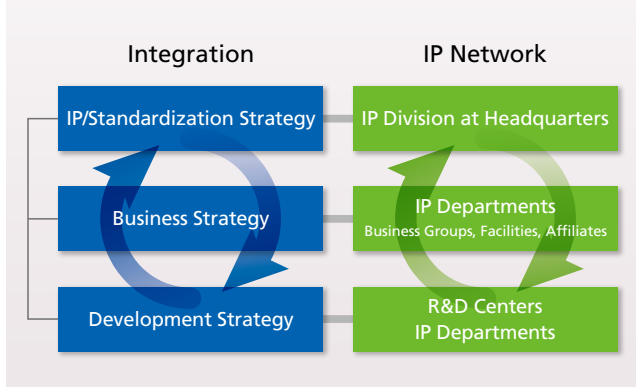 Integration
IP Network
IP/Standardization Strategy
IP Division at Headquarters
Business Strategy
IP Departments
Business Groups, Facilities, Affiliates
Development Strategy
R&D Centers
IP Departments